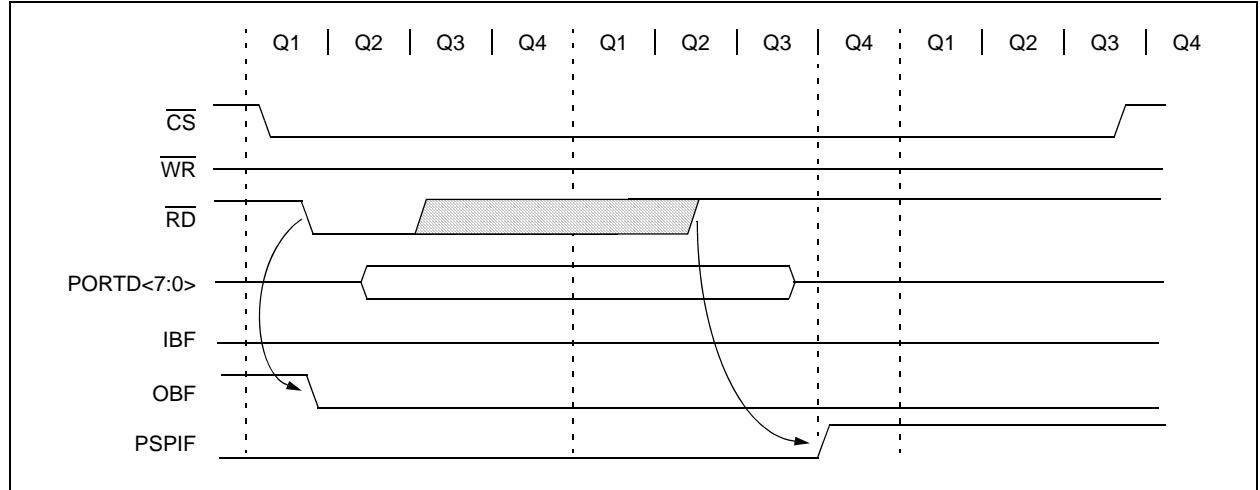 Q1 | Q2 | Q3 | Q4 Q1 | Q2 | Q3 | Q4 Q1 | Q2 | Q3 | Q4
CS
WR
RD
PORTD<7:0>
IBF
OBF
PSPIF